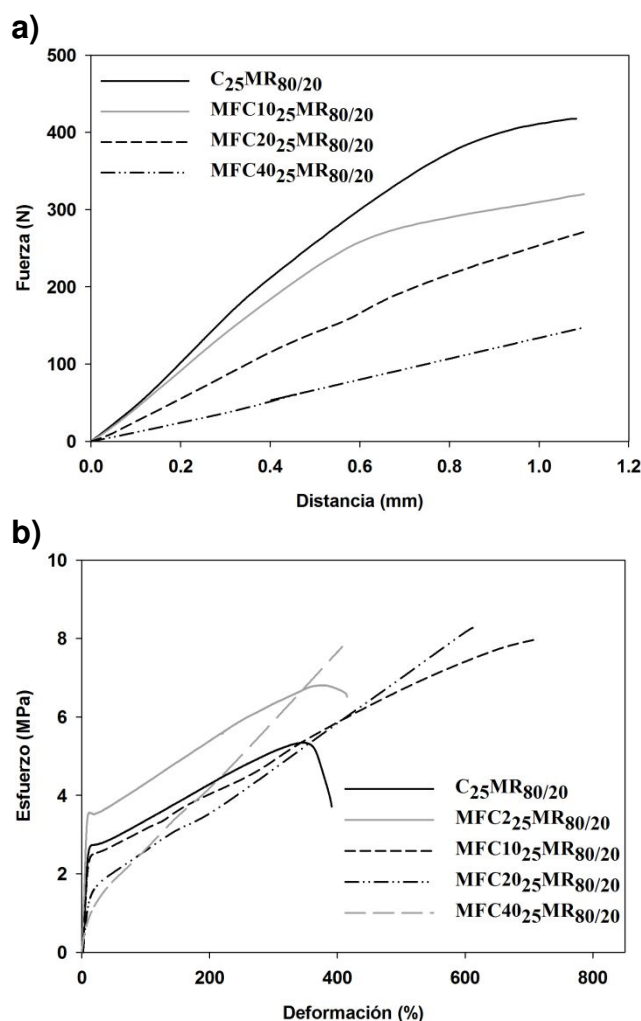 a)
500
400
300
200
100
0
Fuerza (N)
C25MR80/20
MFC1025MR80/20
MFC2025MR80/20
MFC4025MR80/20
0.0 0.2 0.4 0.6 0.8 1.0 1.2
Distancia (mm)
b)
10
8
6
4
2
0
Esfuerzo (MPa)
C25MR80/20
MFC225MR80/20
MFC1025MR80/20
MFC2025MR80/20
MFC4025MR80/20
0 200 400 600 800
Deformación (%)